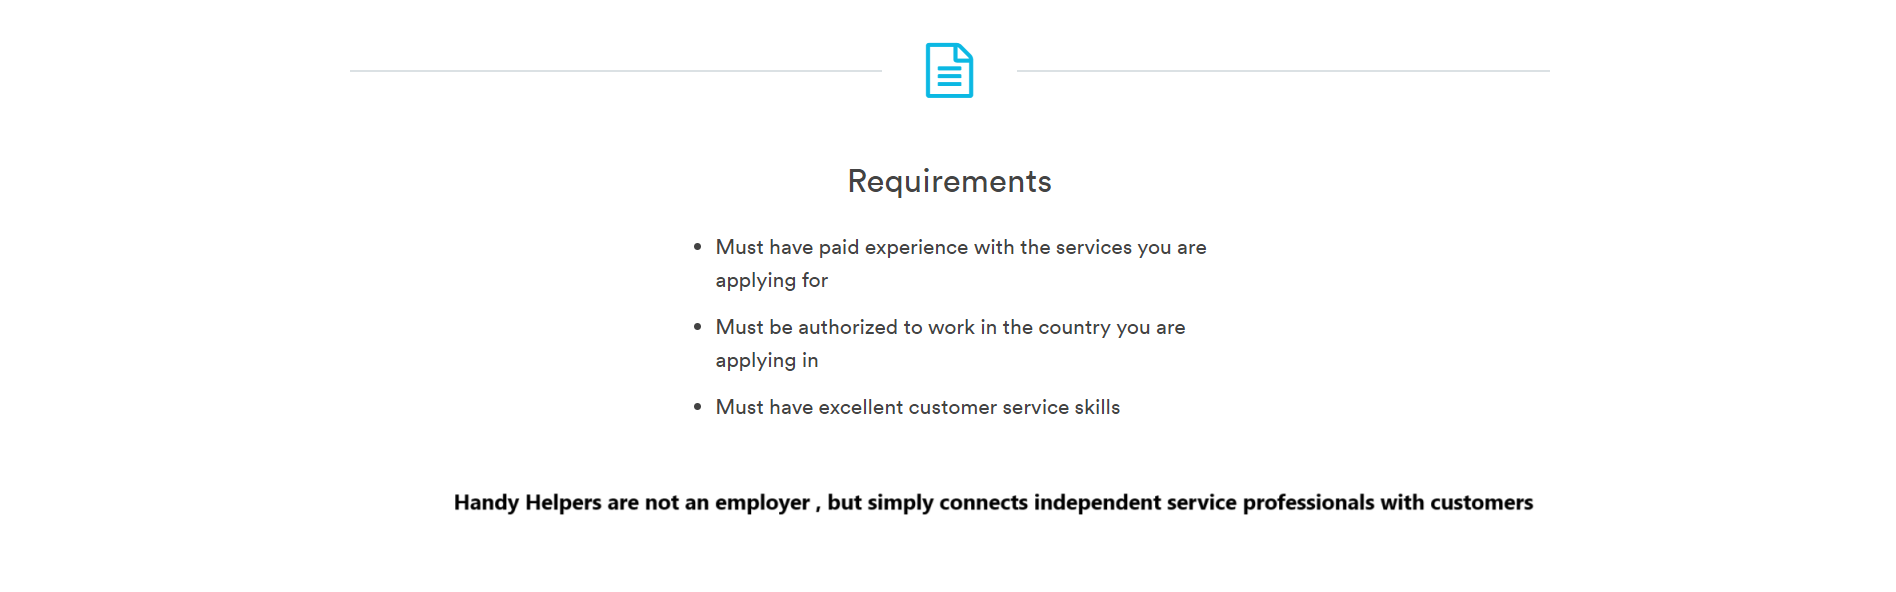 Requirements
• Must have paid experience with the services you are
applying for
• Must be authorized to work in the country you are
applying in
• Must have excellent customer service skills
Handy Helpers are not an employer , but simply connects independent service professionals with customers